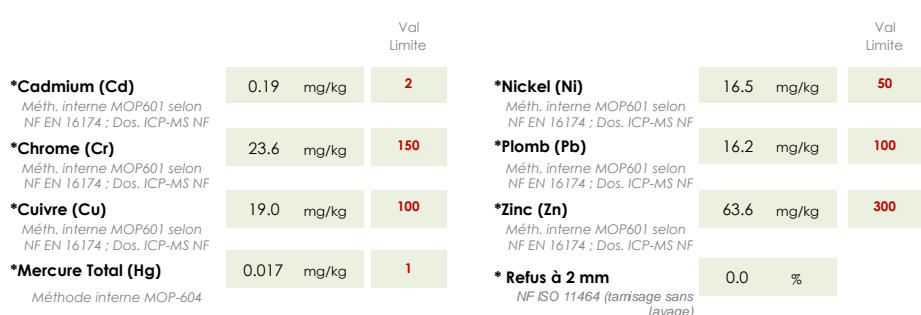 Val
Limite
*Cadmium (Cd) 0.19 mg/kg 2
Méth. interne MOP601 selon
NF EN 16174 ; Dos. ICP-MS NF
*Chrome (Cr) 23.6 mg/kg 150
Méth. interne MOP601 selon
NF EN 16174 ; Dos. ICP-MS NF
*Cuivre (Cu) 19.0 mg/kg 100
Méth. interne MOP601 selon
NF EN 16174 ; Dos. ICP-MS NF
*Mercure Total (Hg) 0.017 mg/kg 1
Méthode interne MOP-604
Val
Limite
*Nickel (Ni) 16.5 mg/kg 50
Méth. interne MOP601 selon
NF EN 16174 ; Dos. ICP-MS NF
*Plomb (Pb) 16.2 mg/kg 100
Méth. interne MOP601 selon
NF EN 16174 ; Dos. ICP-MS NF
*Zinc (Zn) 63.6 mg/kg 300
Méth. interne MOP601 selon
NF EN 16174 ; Dos. ICP-MS NF
* Refus à 2 mm 0.0 %
NF ISO 11464 (tamisage sans
lavage)